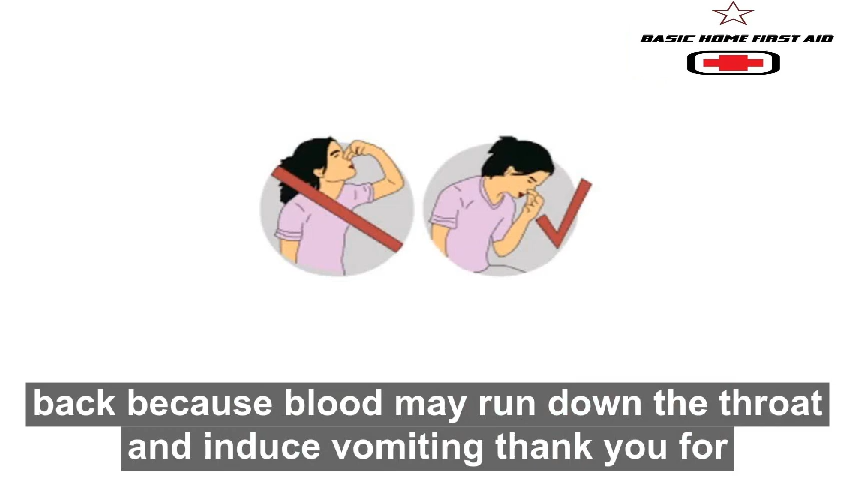 BASIC HOME FIRST AID
back because blood may run down the throat
and induce vomiting thank you for